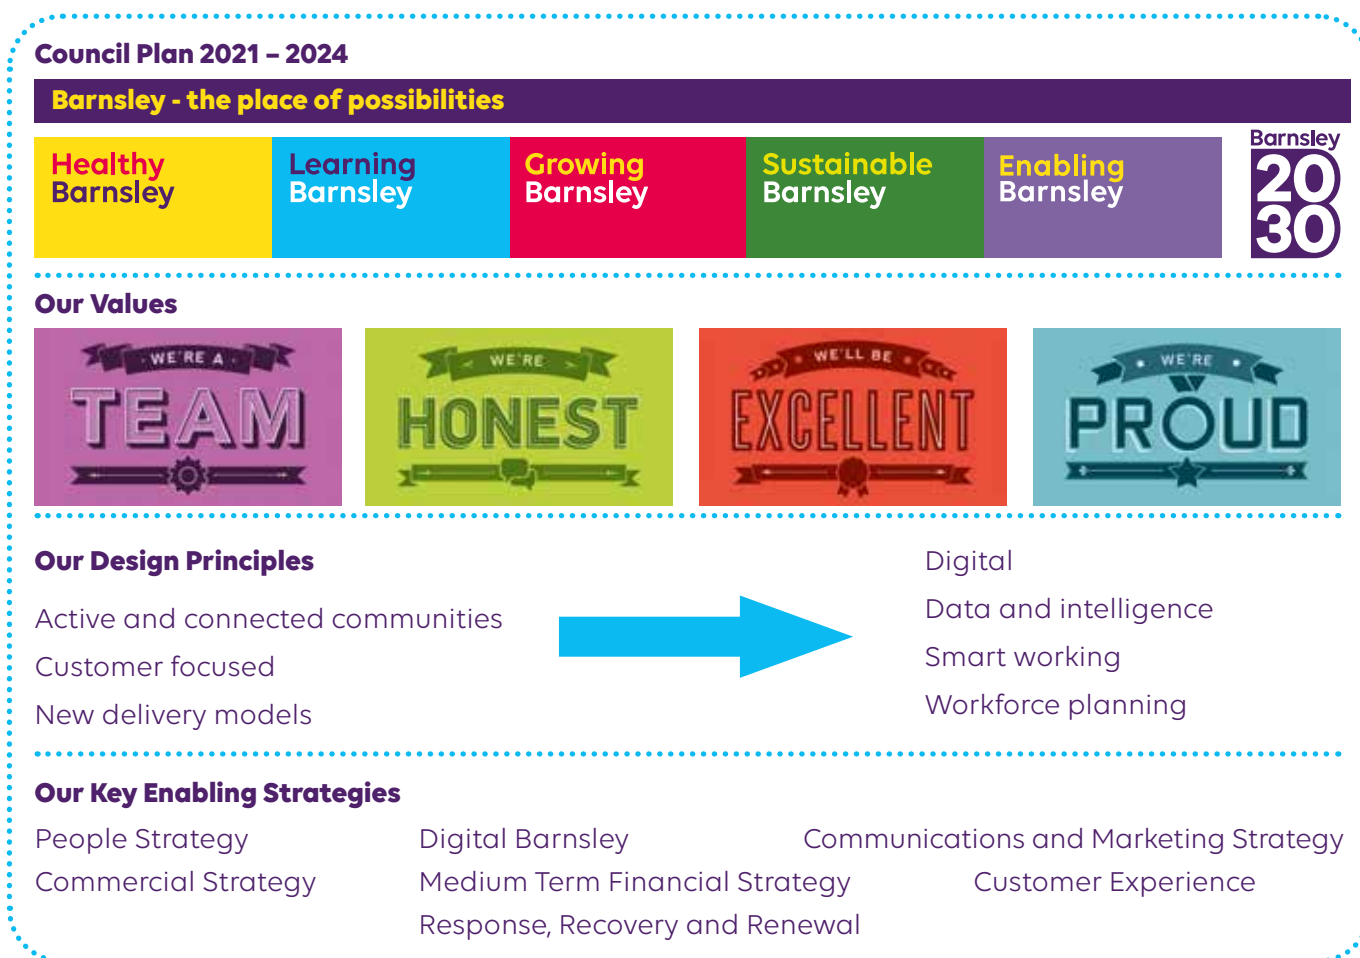 Council Plan 2021 – 2024
Barnsley - the place of possibilities
Healthy
Barnsley
Learning
Barnsley
Growing
Barnsley
Sustainable
Barnsley
Enabling
Barnsley
Barnsley
20
30
Our Values
WE'RE A
TEAM
WE'RE
HONEST
WE'LL BE
EXCELLENT
WE'RE
PROUD
Our Design Principles
Active and connected communities
Customer focused
New delivery models
Digital
Data and intelligence
Smart working
Workforce planning
Our Key Enabling Strategies
People Strategy
Commercial Strategy
Digital Barnsley
Medium Term Financial Strategy
Response, Recovery and Renewal
Communications and Marketing Strategy
Customer Experience